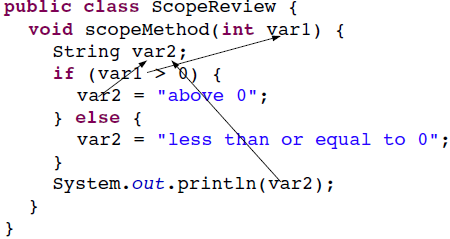 public class ScopeReview {
void scopeMethod(int var1) {
String var2;
if (var1 > 0) {
var2 = "above 0";
} else {
var2 = "less than or equal to 0";
}
System.out.println(var2);
}
}